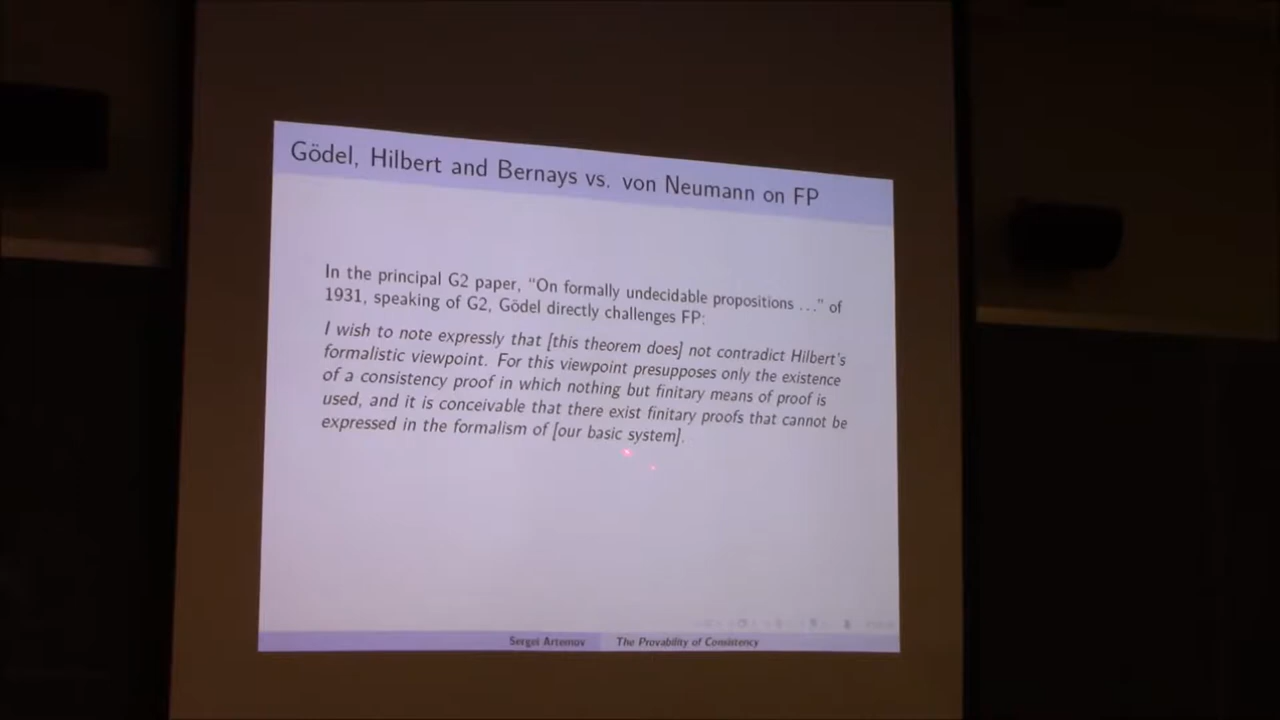 Gödel, Hilbert and Bernays vs. von Neumann on FP
In the principal G2 paper, “On formally undecidable propositions ...” of
1931, speaking of G2, Gödel directly challenges FP:
I wish to note expressly that [this theorem does] not contradict Hilbert's
formalistic viewpoint. For this viewpoint presupposes only the existence
of a consistency proof in which nothing but finitary means of proof is
used, and it is conceivable that there exist finitary proofs that cannot be
expressed in the formalism of [our basic system].
Sergei Artemov The Provability of Consistency